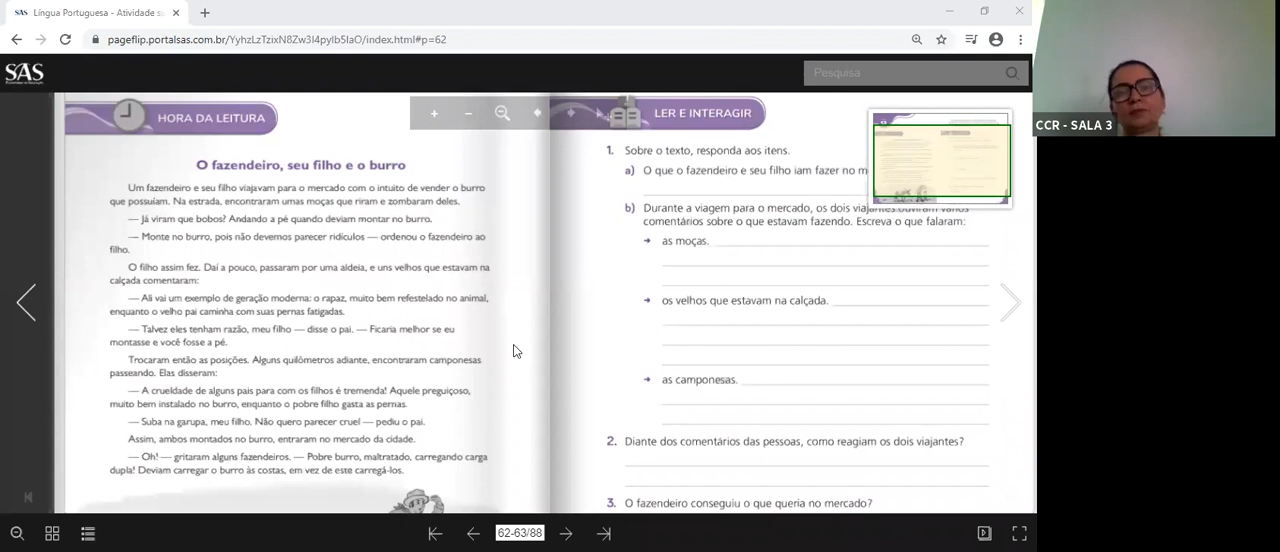 SAS Língua Portuguesa - Atividade su
pageflip.portalsas.com.br/YyhzLzTzixN8Zw3I4pyIb5IaO/index.html#p=62
SAS
Pesquisa
HORA DA LEITURA
O fazendeiro, seu filho e o burro
Um fazendeiro e seu filho viajavam para o mercado com o intuito de vender o burro
que possuíam. Na estrada, encontraram umas moças que riram e zombaram deles.
— Já viram que bobos? Andando a pé quando deviam montar no burro.
— Monte no burro, pois não devemos parecer ridículos — ordenou o fazendeiro ao
filho.
O filho assim fez. Daí a pouco, passaram por uma aldeia, e uns velhos que estavam na
calçada comentaram:
— Ali vai um exemplo de geração moderna: o rapaz, muito bem refestelado no animal,
enquanto o velho pai caminha com suas pernas fatigadas.
— Talvez eles tenham razão, meu filho — disse o pai. — Ficaria melhor se eu
montasse e você fosse a pé.
Trocaram então as posições. Alguns quilômetros adiante, encontraram camponesas
passeando. Elas disseram:
— A crueldade de alguns pais para com os filhos é tremenda! Aquele preguiçoso,
muito bem instalado no burro, enquanto o pobre filho gasta as pernas.
— Suba na garupa, meu filho. Não quero parecer cruel — pediu o pai.
Assim, ambos montados no burro, entraram no mercado da cidade.
— Oh! — gritaram alguns fazendeiros. — Pobre burro, maltratado, carregando carga
dupla! Deviam carregar o burro às costas, em vez de este carregá-los.
LER E INTERAGIR
1. Sobre o texto, responda aos itens.
a) O que o fazendeiro e seu filho iam fazer no m
b) Durante a viagem para o mercado, os dois viajantes ouviram vários
comentários sobre o que estavam fazendo. Escreva o que falaram:
➜ as moças.
➜ os velhos que estavam na calçada.
➜ as camponesas.
2. Diante dos comentários das pessoas, como reagiam os dois viajantes?
3. O fazendeiro conseguiu o que queria no mercado?
62-63/88
CCR - SALA 3